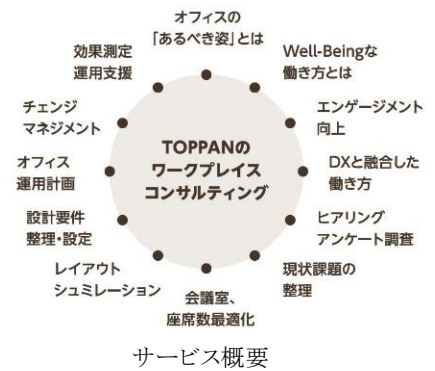 オフィスの
「あるべき姿」とは
Well-Beingな
働き方とは
エンゲージメント
向上
DXと融合した
働き方
ヒアリング
アンケート調査
現状課題の
整理
会議室、
座席数最適化
レイアウト
シュミレーション
設計要件
整理・設定
オフィス
運用計画
チェンジ
マネジメント
効果測定
運用支援
TOPPANの
ワークプレイス
コンサルティング
サービス概要